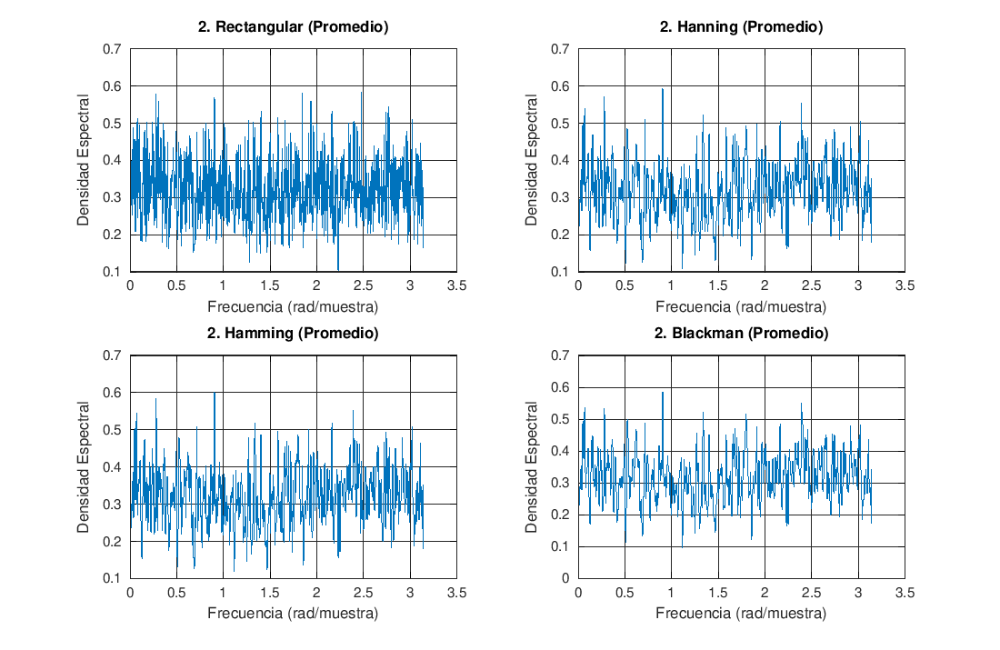 2. Rectangular (Promedio)
0.7
0.6
0.5
0.4
0.3
0.2
0.1
Densidad Espectral
0 0.5 1 1.5 2 2.5 3 3.5
Frecuencia (rad/muestra)
2. Hanning (Promedio)
0.7
0.6
0.5
0.4
0.3
0.2
0.1
Densidad Espectral
0 0.5 1 1.5 2 2.5 3 3.5
Frecuencia (rad/muestra)
2. Hamming (Promedio)
0.7
0.6
0.5
0.4
0.3
0.2
0.1
Densidad Espectral
0 0.5 1 1.5 2 2.5 3 3.5
Frecuencia (rad/muestra)
2. Blackman (Promedio)
0.7
0.6
0.5
0.4
0.3
0.2
0.1
0
Densidad Espectral
0 0.5 1 1.5 2 2.5 3 3.5
Frecuencia (rad/muestra)